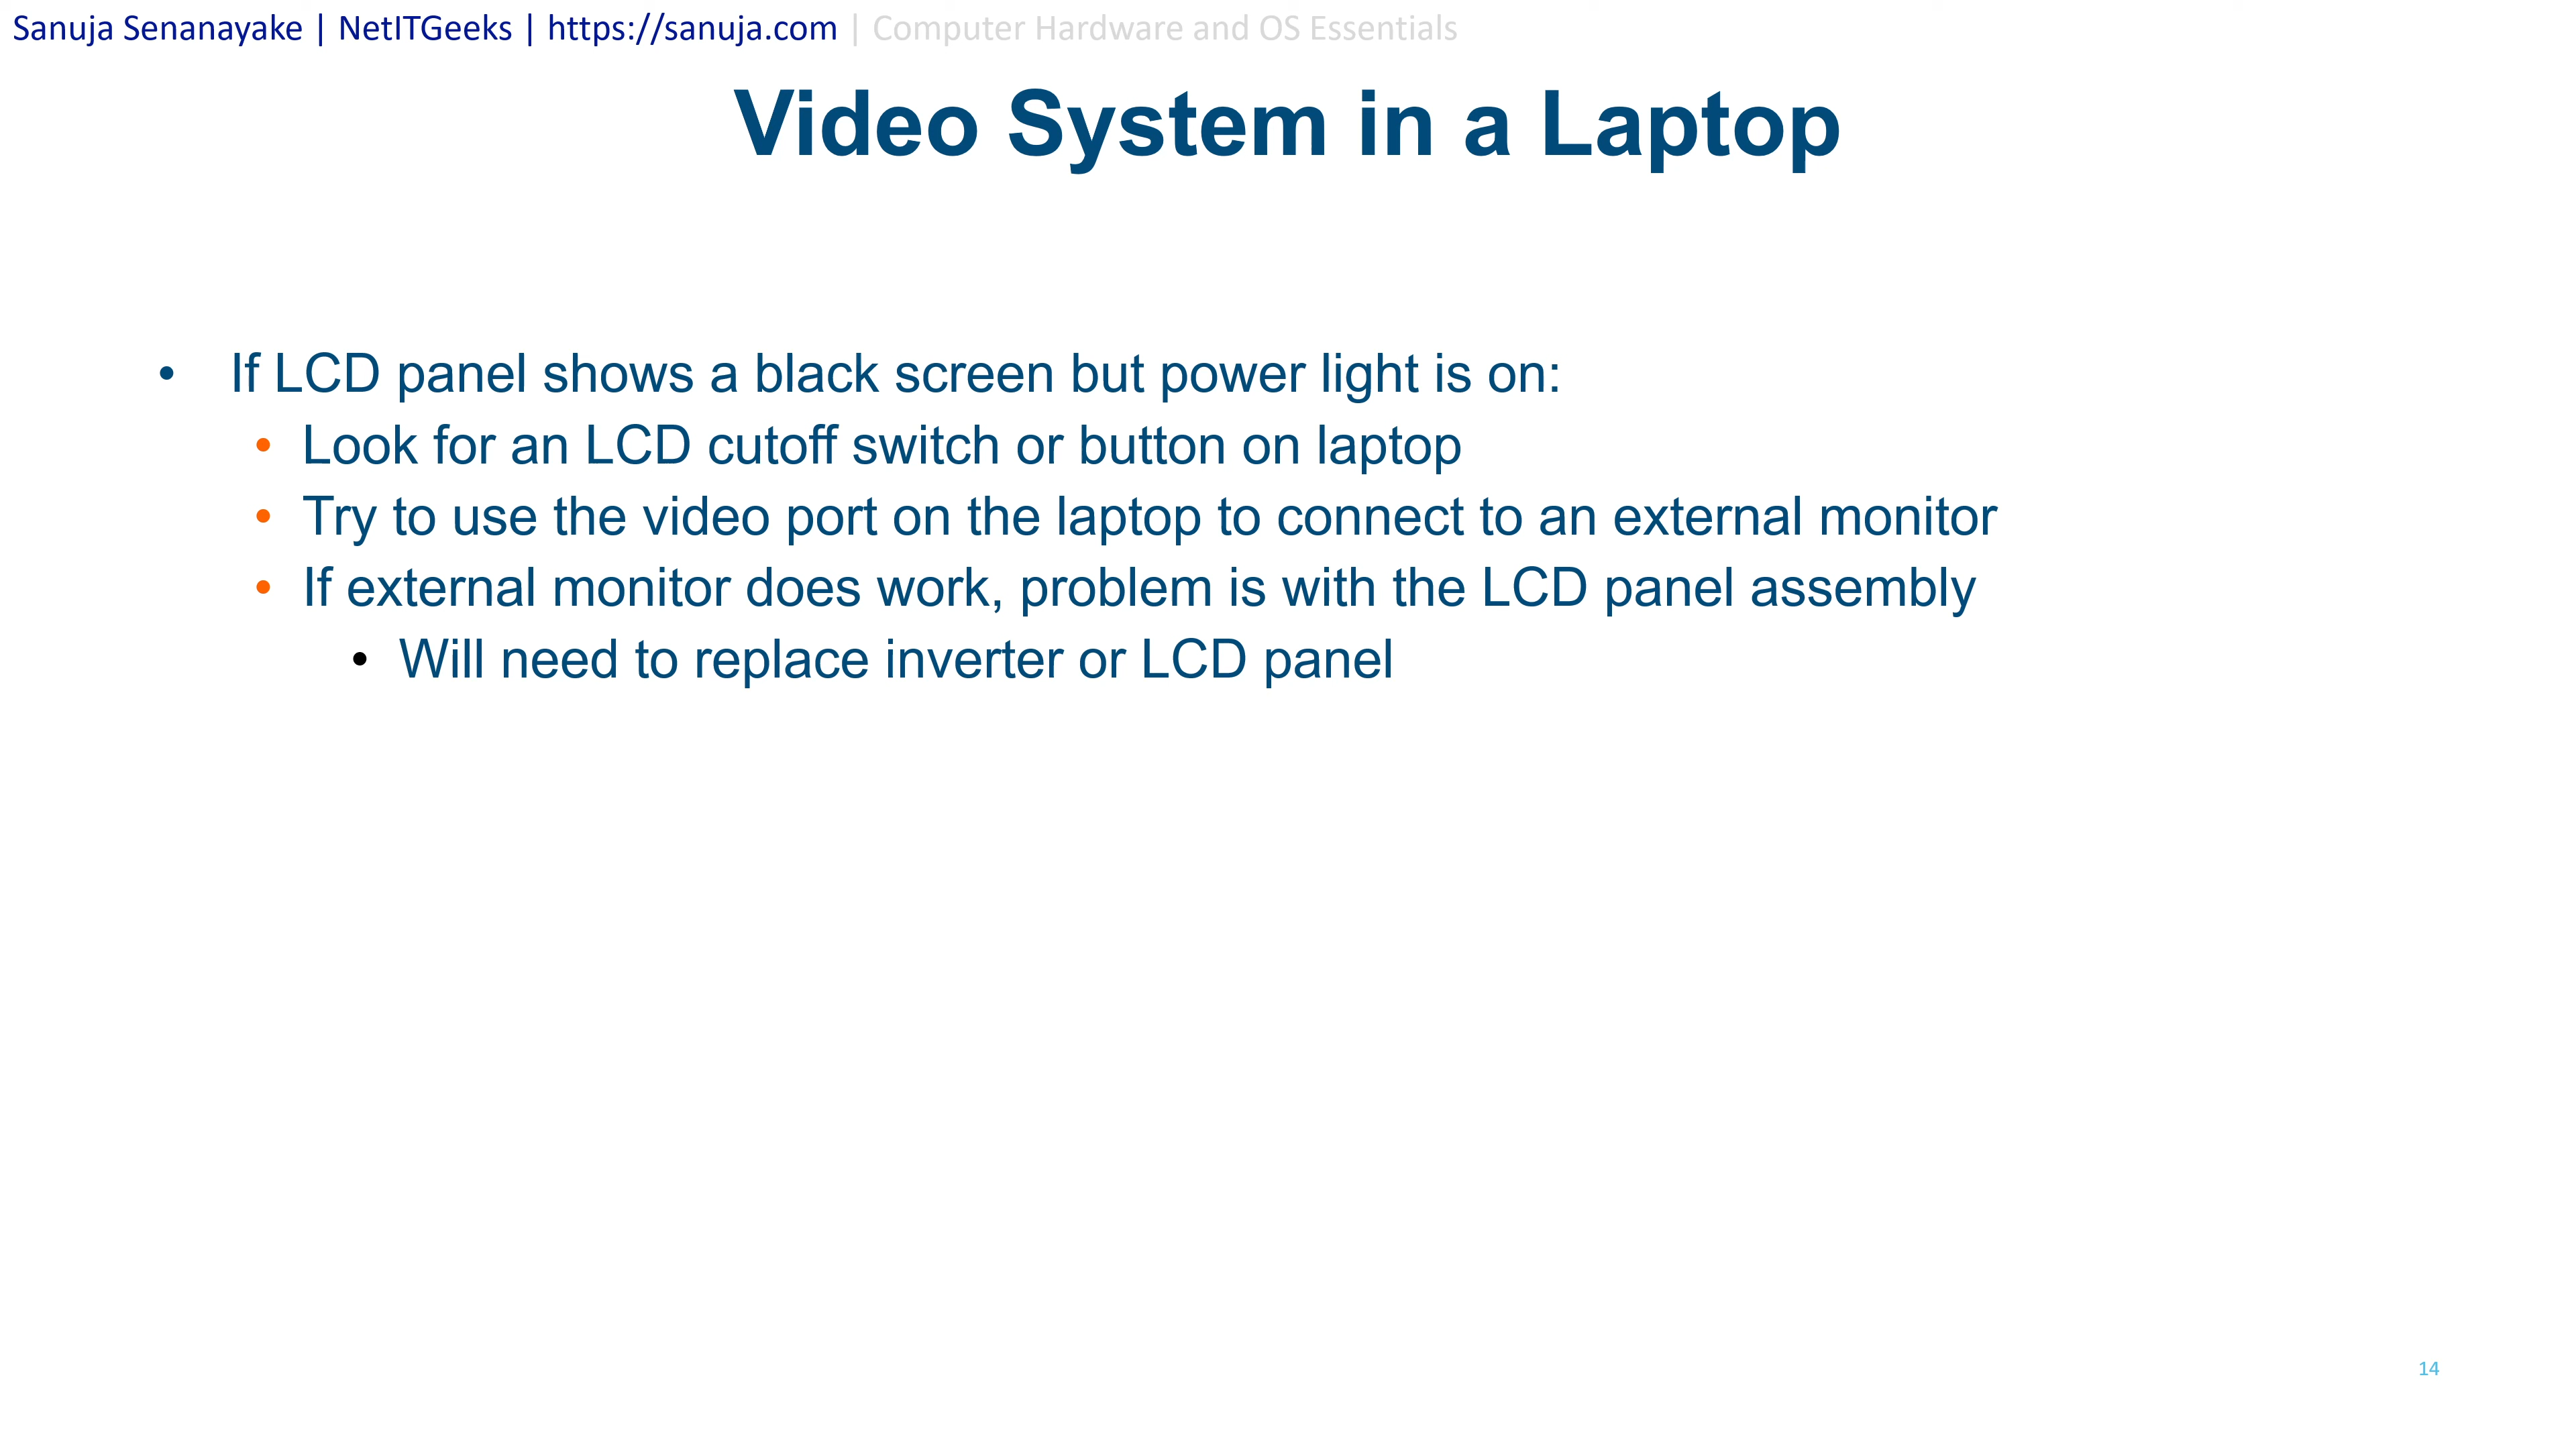 Sanuja Senanayake | NetITGeeks | https://sanuja.com | Computer Hardware and OS Essentials
Video System in a Laptop
• If LCD panel shows a black screen but power light is on:
• Look for an LCD cutoff switch or button on laptop
• Try to use the video port on the laptop to connect to an external monitor
• If external monitor does work, problem is with the LCD panel assembly
• Will need to replace inverter or LCD panel
14